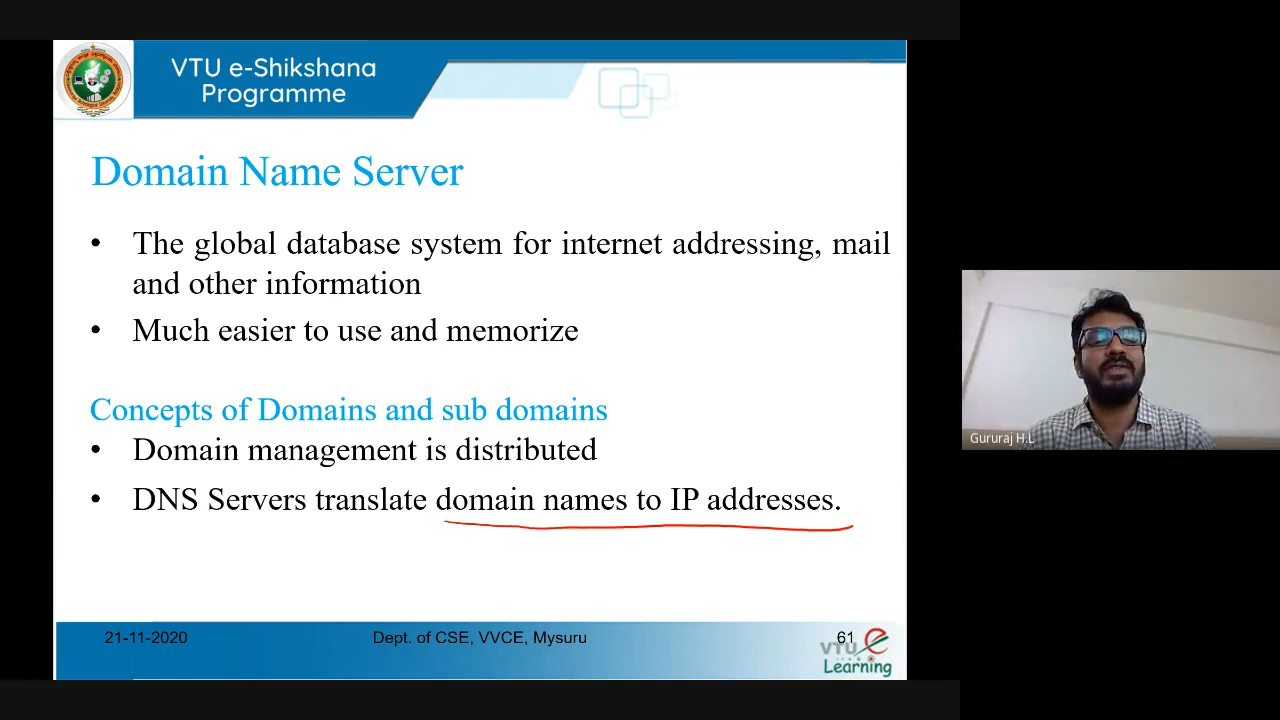 VTU e-Shikshana
Programme
Domain Name Server
• The global database system for internet addressing, mail
and other information
• Much easier to use and memorize
Concepts of Domains and sub domains
• Domain management is distributed
• DNS Servers translate domain names to IP addresses.
Gururaj H.L
21-11-2020 Dept. of CSE, VVCE, Mysuru 61
VTU e
Learning